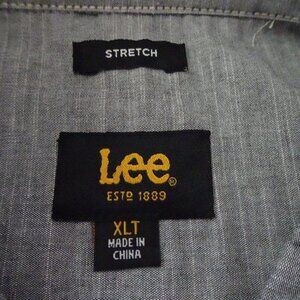 STRETCH
Lee®
ESTD 1889
XLT
MADE IN
CHINA